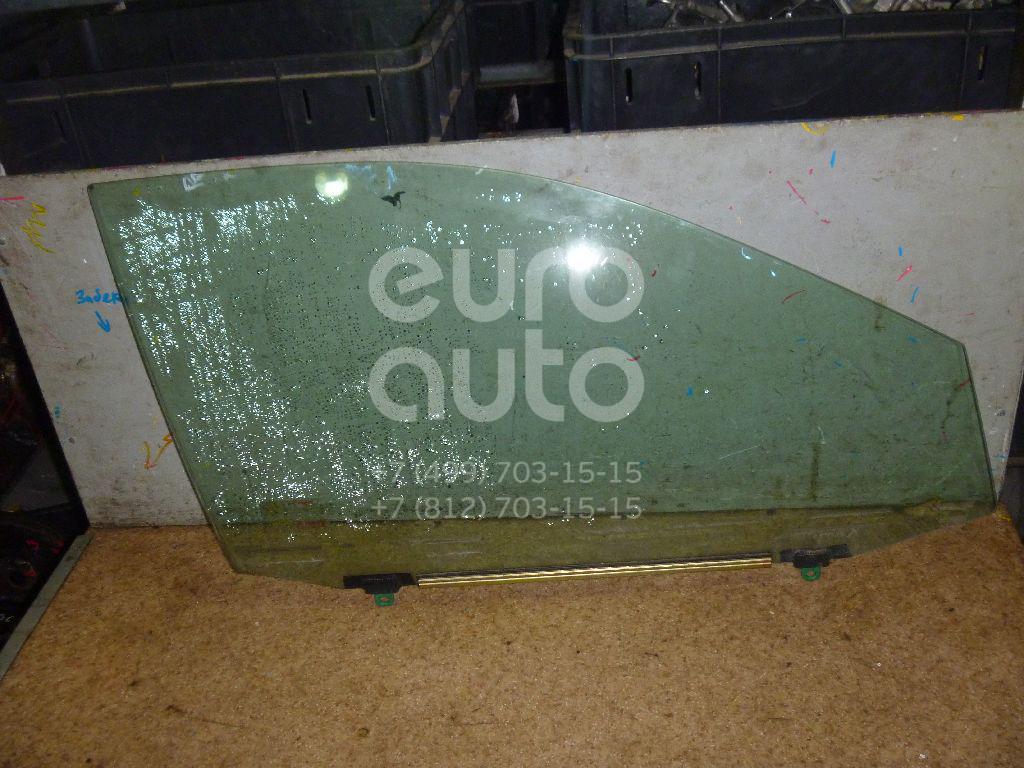 euro
auto
+7 (499) 703-15-15
+7 (812) 703-15-15